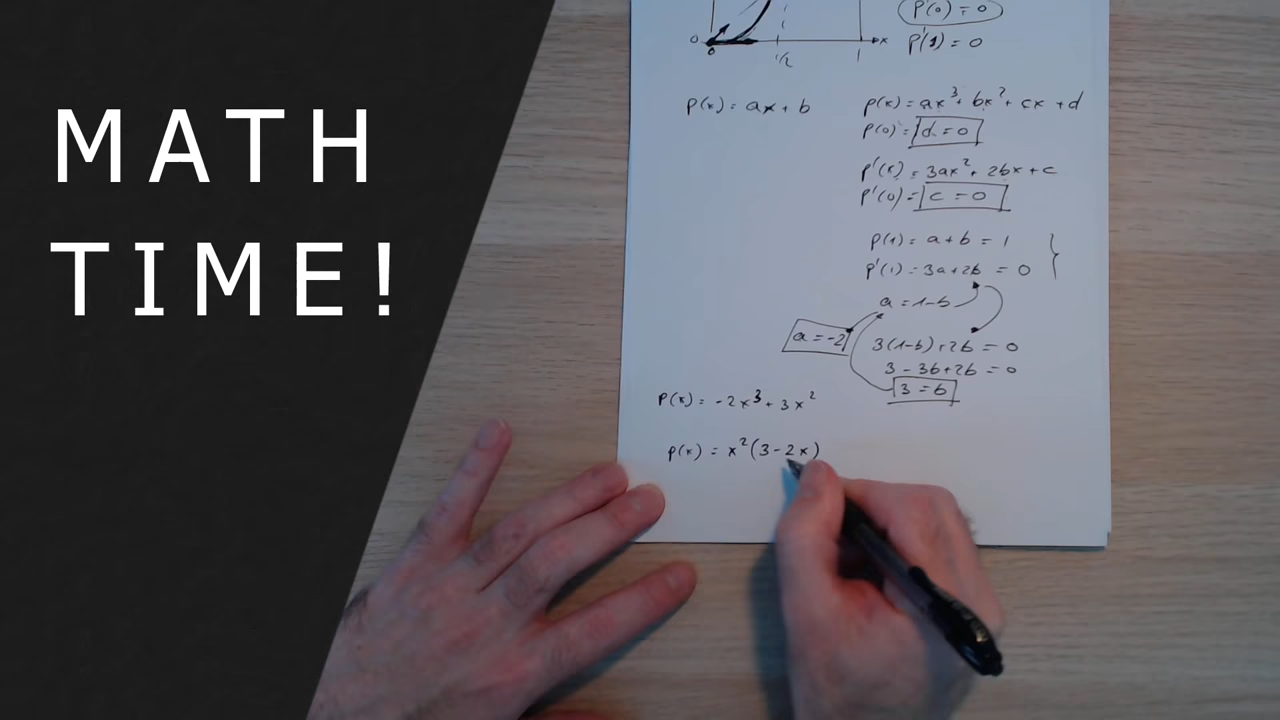 MATH
TIME!
p'(0) = 0
0
x
p'(1) = 0
0
1/2
1
p(x) = ax + b
p(x) = ax³ + bx² + cx + d
p(0) = d = 0
p'(x) = 3ax² + 2bx + c
p'(0) = c = 0
p(1) = a + b = 1 }
p'(1) = 3a + 2b = 0
a = 1 - b
a = -2
3(1-b) + 2b = 0
3 - 3b + 2b = 0
3 = b
p(x) = -2x³ + 3x²
p(x) = x²(3 - 2x)